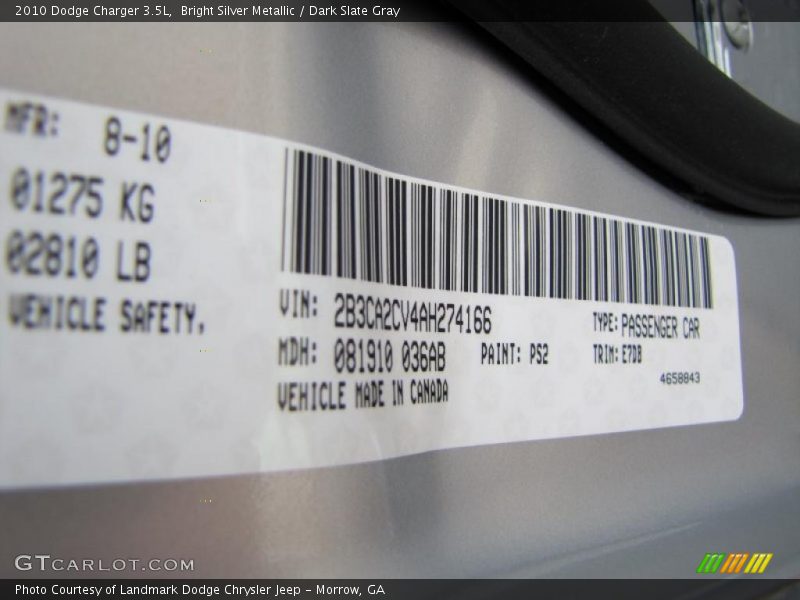 2010 Dodge Charger 3.5L, Bright Silver Metallic / Dark Slate Gray
MFR: 8-10
01275 KG
02810 LB
VEHICLE SAFETY,
VIN: 2B3CA2CV4AH274166
TYPE: PASSENGER CAR
MDH: 081910 036AB
PAINT: PS2
TRIM: E7DB
VEHICLE MADE IN CANADA
4658843
GTCARLOT.COM
Photo Courtesy of Landmark Dodge Chrysler Jeep - Morrow, GA